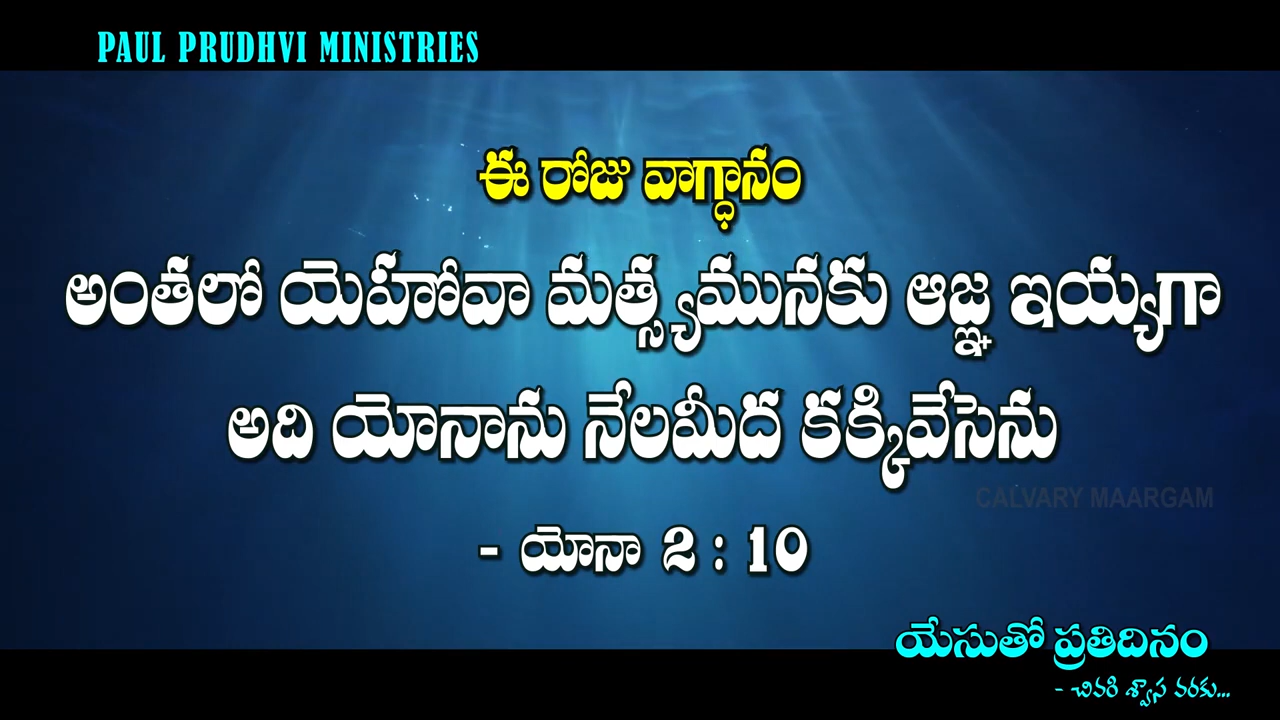 PAUL PRUDHVI MINISTRIES
ఈ రోజు వాగ్ధానం
అంతలో యెహోవా మత్స్యమునకు ఆజ్ఞ ఇయ్యగా
అది యోనాను నేలమీద కక్కివేసెను
CALVARY MAARGAM
- యోనా 2 : 10
యేసుతో ప్రతిదినం
- చివరి శ్వాస వరకు...